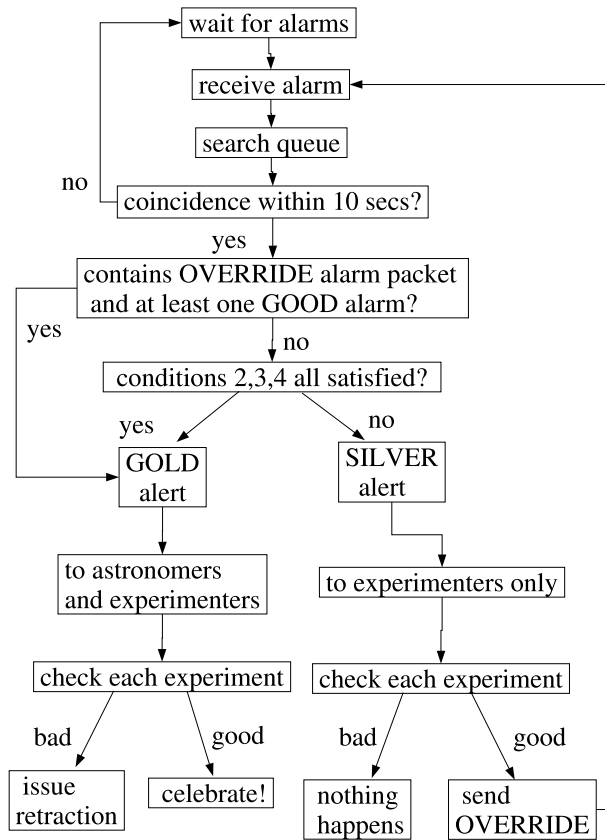 wait for alarms
receive alarm
search queue
no
coincidence within 10 secs?
yes
contains OVERRIDE alarm packet
and at least one GOOD alarm?
yes
no
conditions 2,3,4 all satisfied?
yes
no
GOLD
alert
SILVER
alert
to astronomers
and experimenters
to experimenters only
check each experiment
check each experiment
bad
good
bad
good
issue
retraction
celebrate!
nothing
happens
send
OVERRIDE